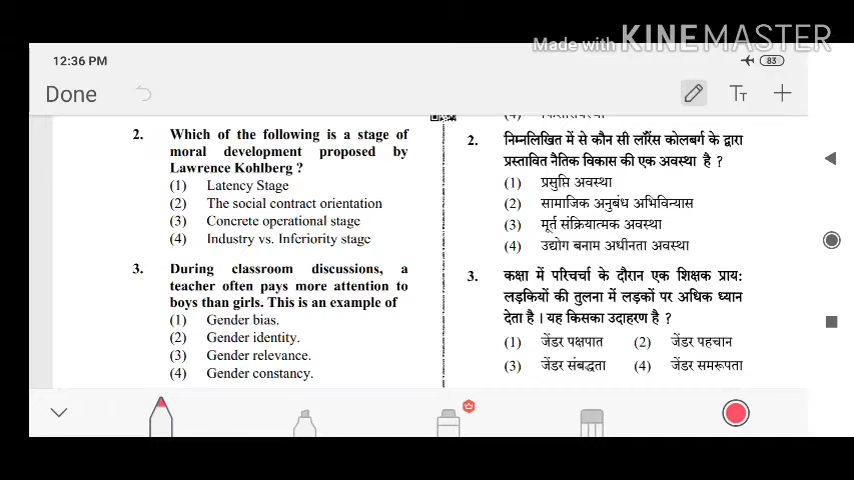 Made with KINEMASTER
12:36 PM
83
Done
TT
2. Which of the following is a stage of
moral development proposed by
Lawrence Kohlberg ?
(1) Latency Stage
(2) The social contract orientation
(3) Concrete operational stage
(4) Industry vs. Inferiority stage
3. During classroom discussions, a
teacher often pays more attention to
boys than girls. This is an example of
(1) Gender bias.
(2) Gender identity.
(3) Gender relevance.
(4) Gender constancy.
2. निम्नलिखित में से कौन सी लॉरेंस कोलबर्ग के द्वारा
प्रस्तावित नैतिक विकास की एक अवस्था है ?
(1) प्रसुप्ति अवस्था
(2) सामाजिक अनुबंध अभिविन्यास
(3) मूर्त संक्रियात्मक अवस्था
(4) उद्योग बनाम अधीनता अवस्था
3. कक्षा में परिचर्चा के दौरान एक शिक्षक प्राय:
लड़कियों की तुलना में लड़कों पर अधिक ध्यान
देता है । यह किसका उदाहरण है ?
(1) जेंडर पक्षपात (2) जेंडर पहचान
(3) जेंडर संबद्धता (4) जेंडर समरूपता